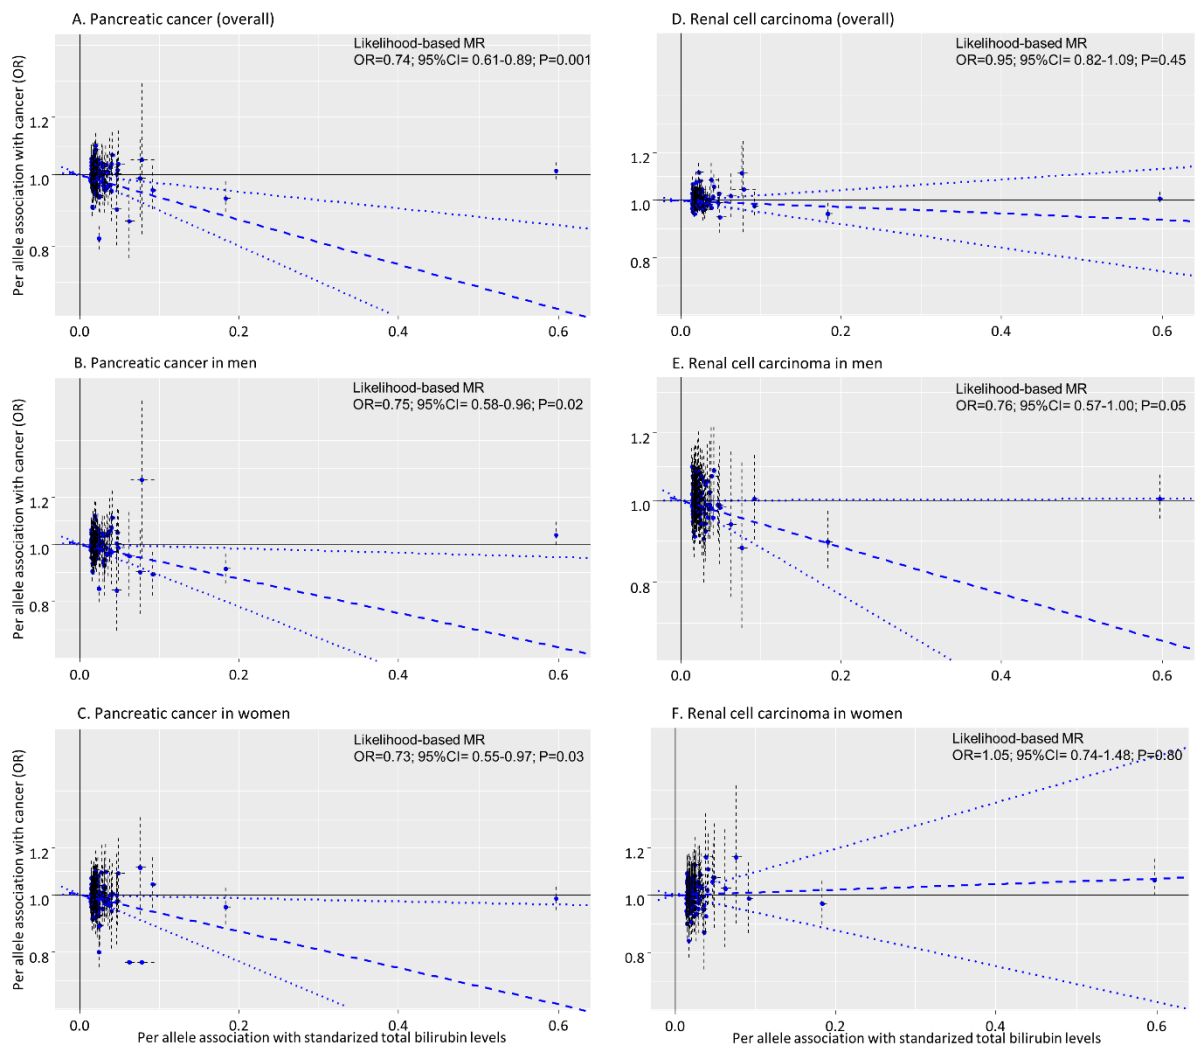 A. Pancreatic cancer (overall)
Likelihood-based MR
OR=0.74; 95%CI= 0.61-0.89; P=0.001
Per allele association with cancer (OR)
1.2
1.0
0.8
0.0
0.2
0.4
0.6
D. Renal cell carcinoma (overall)
Likelihood-based MR
OR=0.95; 95%CI= 0.82-1.09; P=0.45
1.2
1.0
0.8
0.0
0.2
0.4
0.6
B. Pancreatic cancer in men
Likelihood-based MR
OR=0.75; 95%CI= 0.58-0.96; P=0.02
Per allele association with cancer (OR)
1.2
1.0
0.8
0.0
0.2
0.4
0.6
E. Renal cell carcinoma in men
Likelihood-based MR
OR=0.76; 95%CI= 0.57-1.00; P=0.05
1.2
1.0
0.8
0.0
0.2
0.4
0.6
C. Pancreatic cancer in women
Likelihood-based MR
OR=0.73; 95%CI= 0.55-0.97; P=0.03
Per allele association with cancer (OR)
1.2
1.0
0.8
0.0
0.2
0.4
0.6
Per allele association with standarized total bilirubin levels
F. Renal cell carcinoma in women
Likelihood-based MR
OR=1.05; 95%CI= 0.74-1.48; P=0.80
1.2
1.0
0.8
0.0
0.2
0.4
0.6
Per allele association with standarized total bilirubin levels